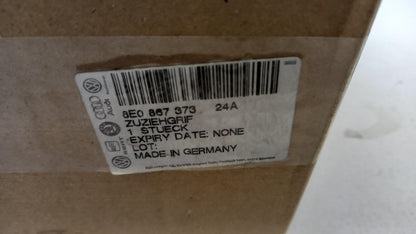 8E0 867 373 24A
ZUZIEHGRIF
1 STUECK
EXPIRY DATE: NONE
LOT:
MADE IN GERMANY